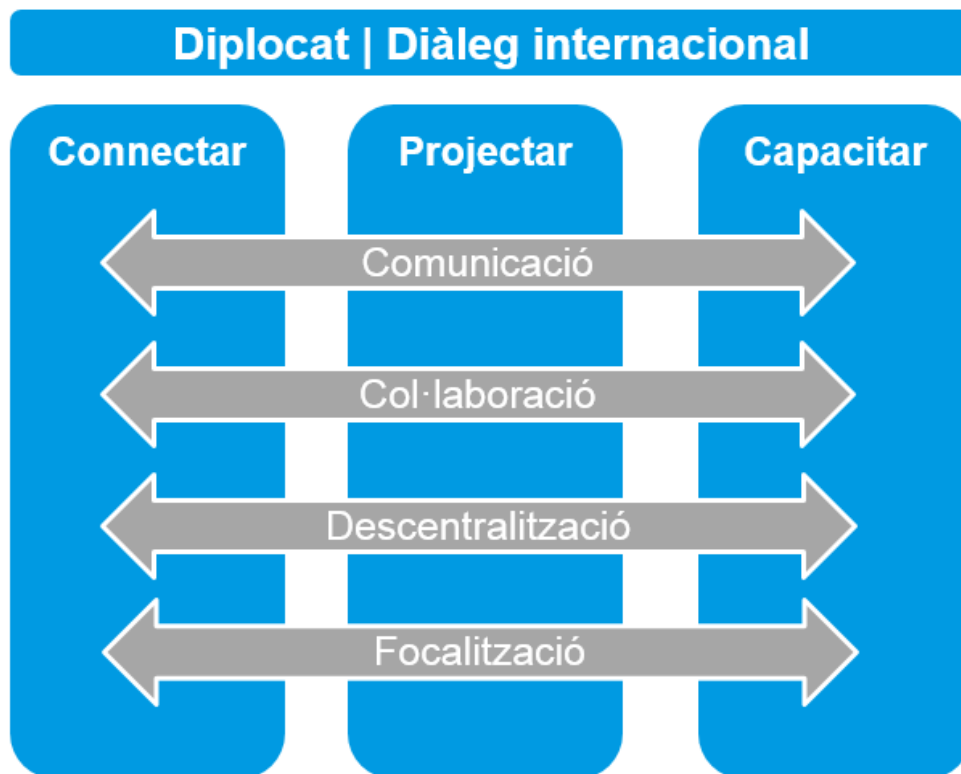 Diplocat | Diàleg internacional
Connectar
Projectar
Capacitar
Comunicació
Col·laboració
Descentralització
Focalització